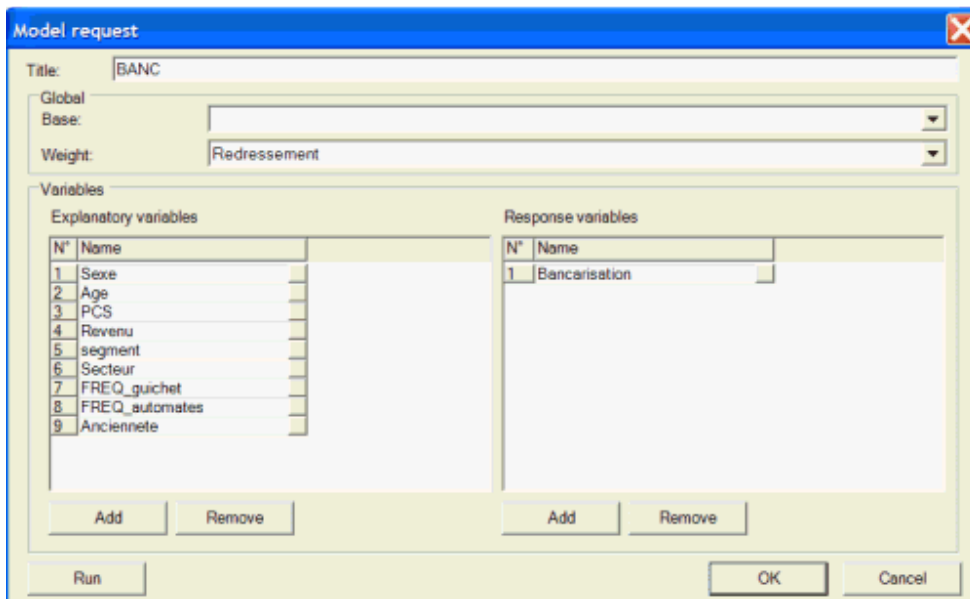 Model request
Title: BANC
Global
Base:
Weight: Redressement
Variables
Explanatory variables
N° Name
1 Sexe
2 Age
3 PCS
4 Revenu
5 segment
6 Secteur
7 FREQ_guichet
8 FREQ_automates
9 Anciennete
Add Remove
Response variables
N° Name
1 Bancarisation
Add Remove
Run OK Cancel